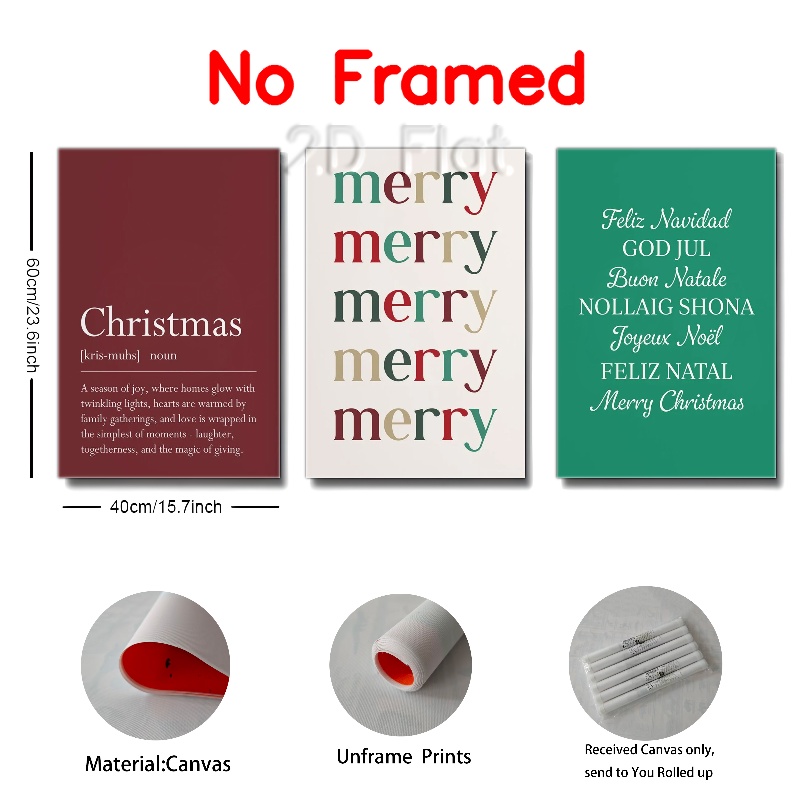 No Framed
2D Flat
60cm/23.6inch
Christmas
[kris-muhs] noun
A season of joy, where homes glow with
twinkling lights, hearts are warmed by
family gatherings, and love is wrapped in
the simplest of moments - laughter,
togetherness, and the magic of giving.
40cm/15.7inch
merry
merry
merry
merry
merry
Feliz Navidad
GOD JUL
Buon Natale
NOLLAIG SHONA
Joyeux Noël
FELIZ NATAL
Merry Christmas
Material:Canvas
Unframe Prints
Received Canvas only,
send to You Rolled up